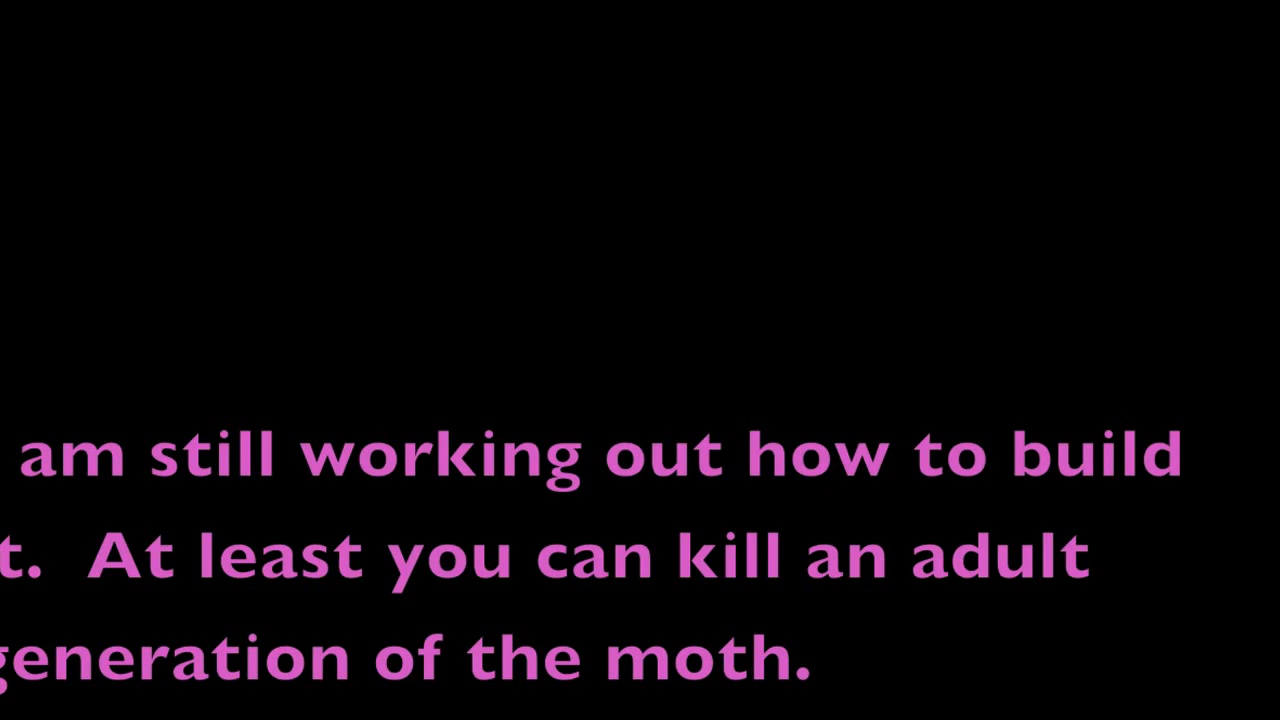 am still working out how to build
t.  At least you can kill an adult
generation of the moth.